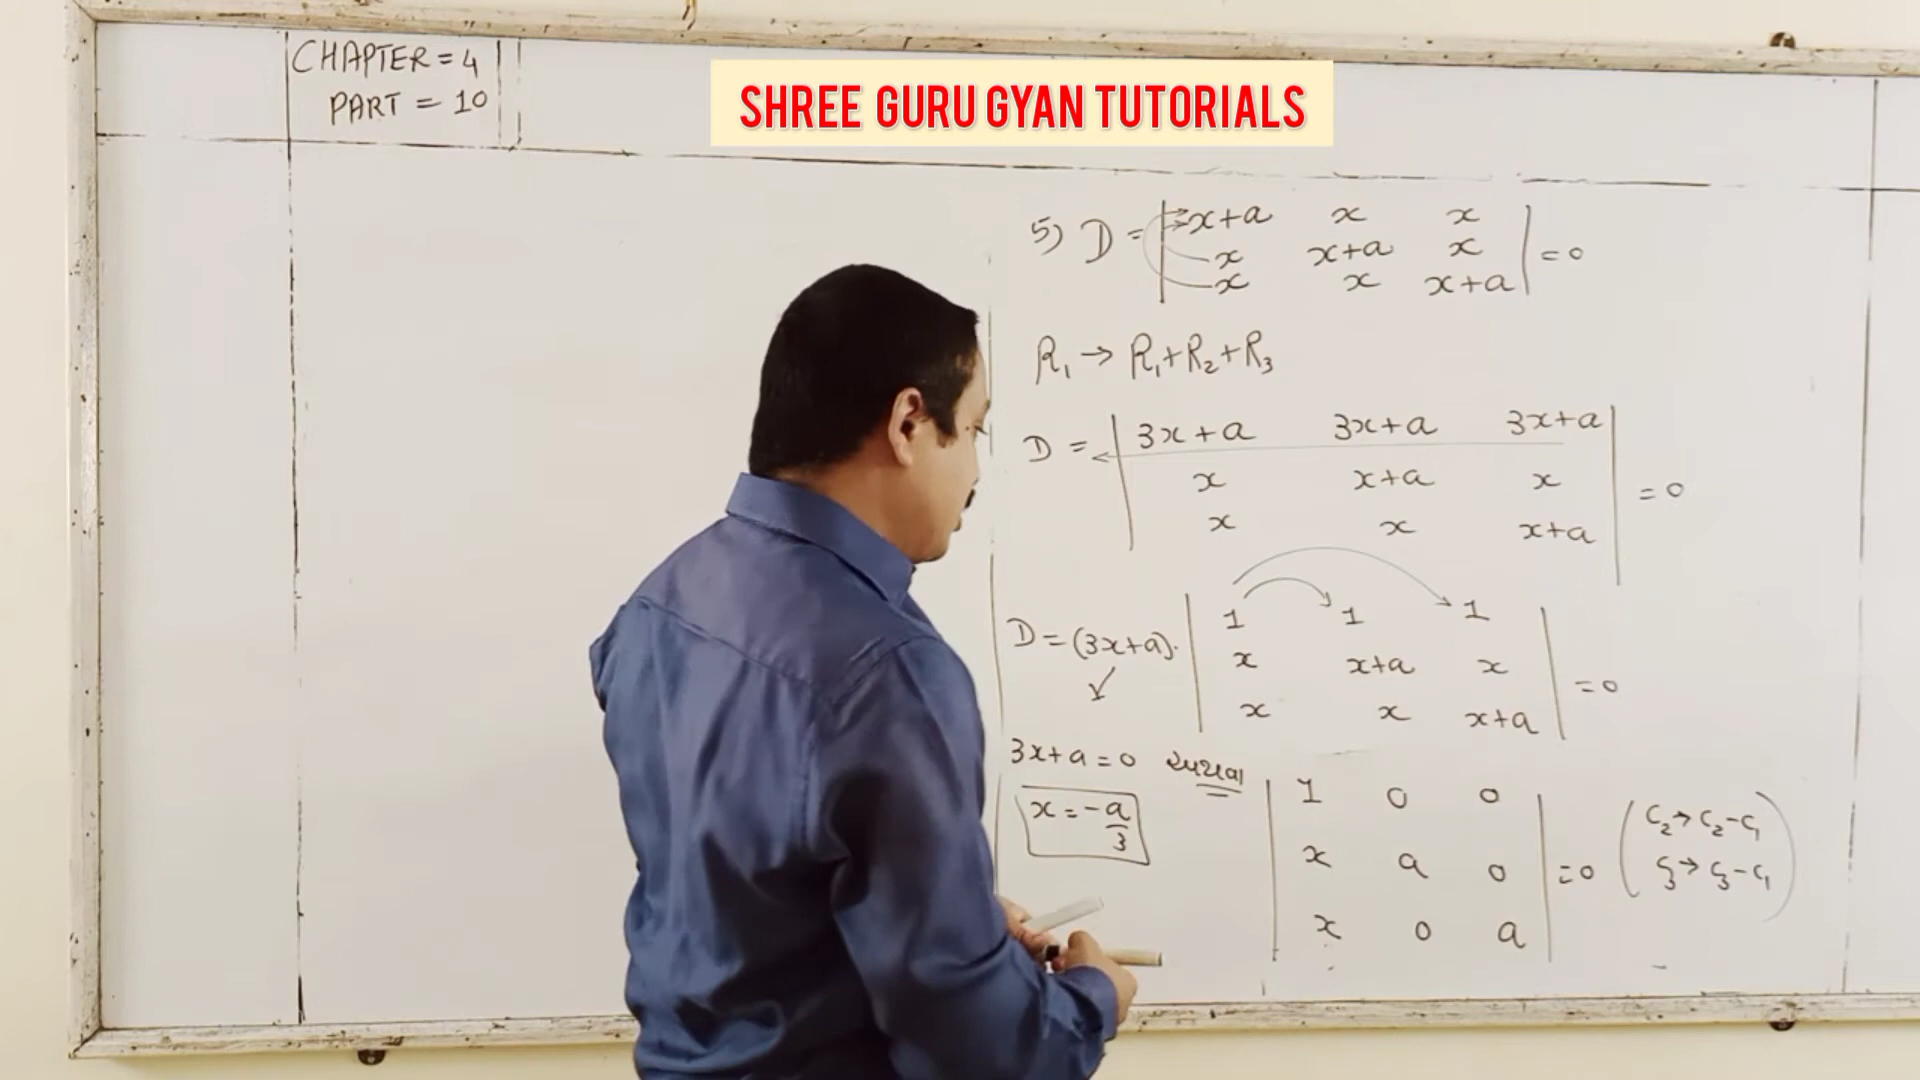 CHAPTER = 4
PART = 10
SHREE GURU GYAN TUTORIALS
5) D = | x+a x x |
| x x+a x | = 0
| x x x+a |
R₁ → R₁+R₂+R₃
D = | 3x+a 3x+a 3x+a |
| x x+a x | = 0
| x x x+a |
D = (3x+a). | 1 1 1 |
| x x+a x | = 0
| x x x+a |
3x+a = 0 અથવા | 1 0 0 |
x = -a/3 | x a 0 | = 0 (C₂→C₂-C₁
| x 0 a | C₃→C₃-C₁)